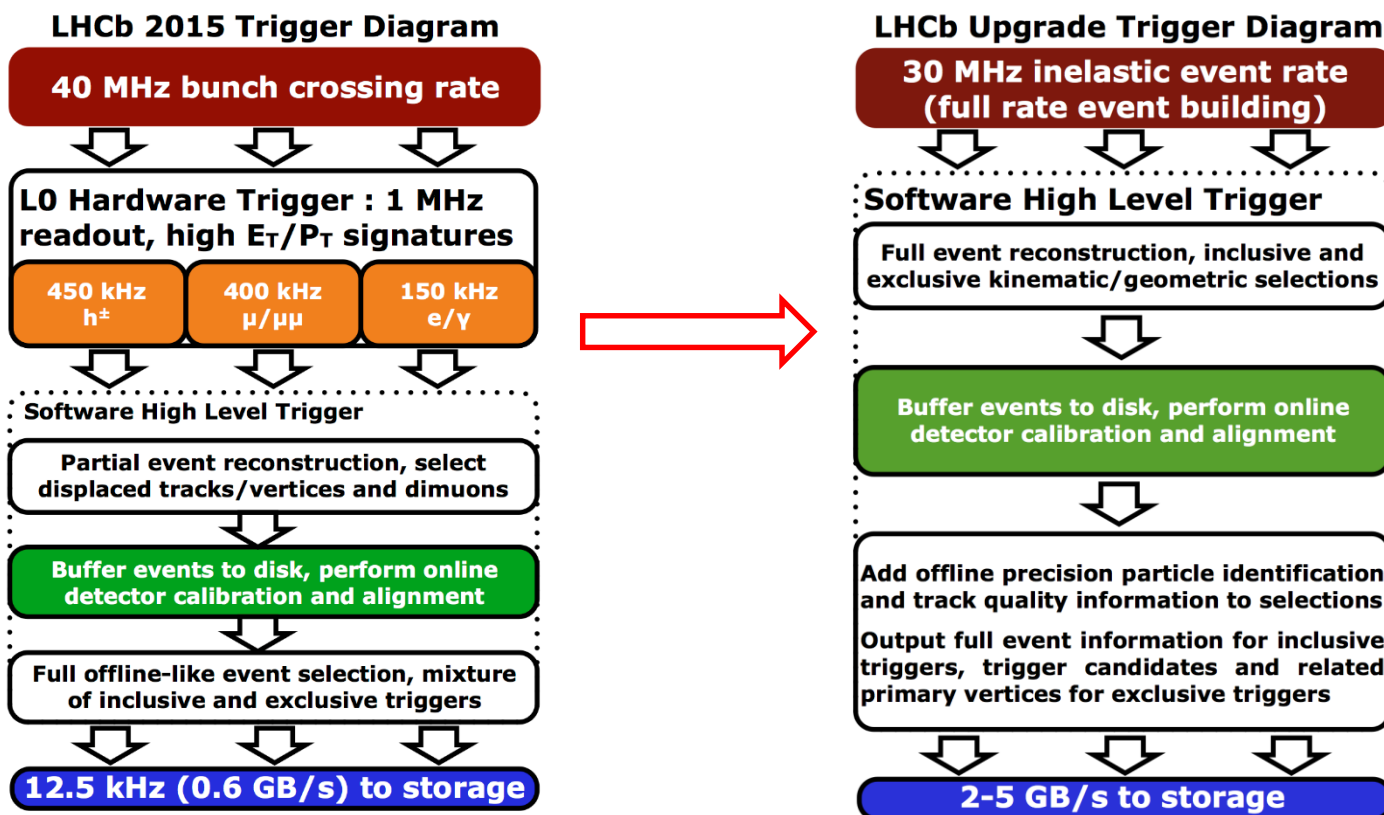 LHCb 2015 Trigger Diagram
40 MHz bunch crossing rate
L0 Hardware Trigger : 1 MHz
readout, high ET/PT signatures
450 kHz
h±
400 kHz
μ/μμ
150 kHz
e/γ
Software High Level Trigger
Partial event reconstruction, select
displaced tracks/vertices and dimuons
Buffer events to disk, perform online
detector calibration and alignment
Full offline-like event selection, mixture
of inclusive and exclusive triggers
12.5 kHz (0.6 GB/s) to storage
LHCb Upgrade Trigger Diagram
30 MHz inelastic event rate
(full rate event building)
Software High Level Trigger
Full event reconstruction, inclusive and
exclusive kinematic/geometric selections
Buffer events to disk, perform online
detector calibration and alignment
Add offline precision particle identification
and track quality information to selections
Output full event information for inclusive
triggers, trigger candidates and related
primary vertices for exclusive triggers
2-5 GB/s to storage